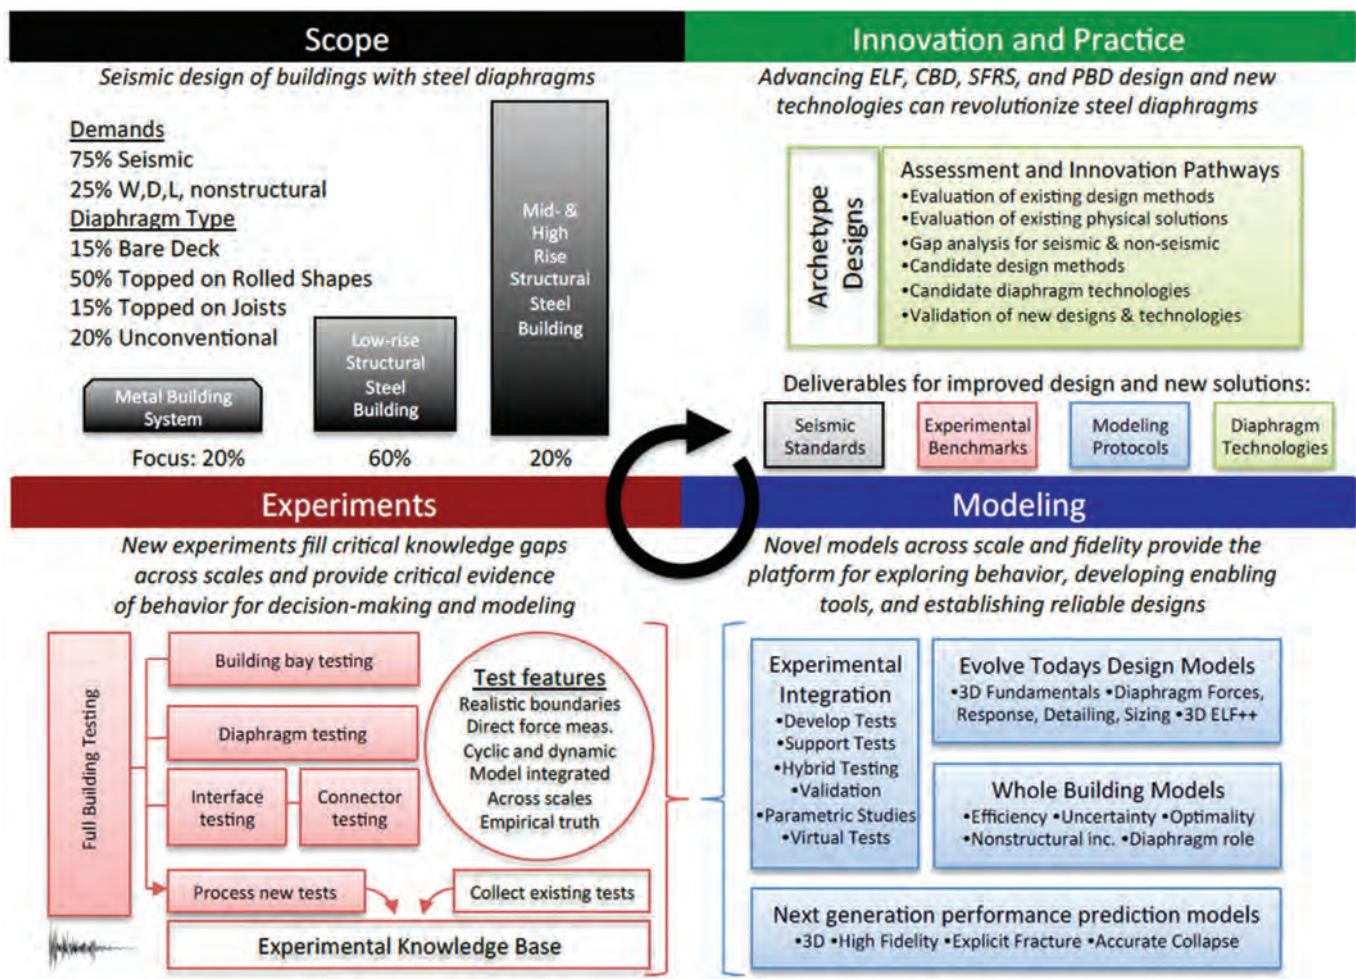 Scope
Seismic design of buildings with steel diaphragms
Demands
75% Seismic
25% W,D,L, nonstructural
Diaphragm Type
15% Bare Deck
50% Topped on Rolled Shapes
15% Topped on Joists
20% Unconventional
Metal Building
System
Low-rise
Structural
Steel
Building
Mid- &
High
Rise
Structural
Steel
Building
Focus: 20%
60%
20%
Innovation and Practice
Advancing ELF, CBD, SFRS, and PBD design and new
technologies can revolutionize steel diaphragms
Archetype
Designs
Assessment and Innovation Pathways
•Evaluation of existing design methods
•Evaluation of existing physical solutions
•Gap analysis for seismic & non-seismic
•Candidate design methods
•Candidate diaphragm technologies
•Validation of new designs & technologies
Deliverables for improved design and new solutions:
Seismic
Standards
Experimental
Benchmarks
Modeling
Protocols
Diaphragm
Technologies
Experiments
New experiments fill critical knowledge gaps
across scales and provide critical evidence
of behavior for decision-making and modeling
Full Building Testing
Building bay testing
Diaphragm testing
Interface
testing
Connector
testing
Process new tests
Test features
Realistic boundaries
Direct force meas.
Cyclic and dynamic
Model integrated
Across scales
Empirical truth
Collect existing tests
Experimental Knowledge Base
Modeling
Novel models across scale and fidelity provide the
platform for exploring behavior, developing enabling
tools, and establishing reliable designs
Experimental
Integration
•Develop Tests
•Support Tests
•Hybrid Testing
•Validation
•Parametric Studies
•Virtual Tests
Evolve Todays Design Models
•3D Fundamentals •Diaphragm Forces,
Response, Detailing, Sizing •3D ELF++
Whole Building Models
•Efficiency •Uncertainty •Optimality
•Nonstructural inc. •Diaphragm role
Next generation performance prediction models
•3D •High Fidelity •Explicit Fracture •Accurate Collapse